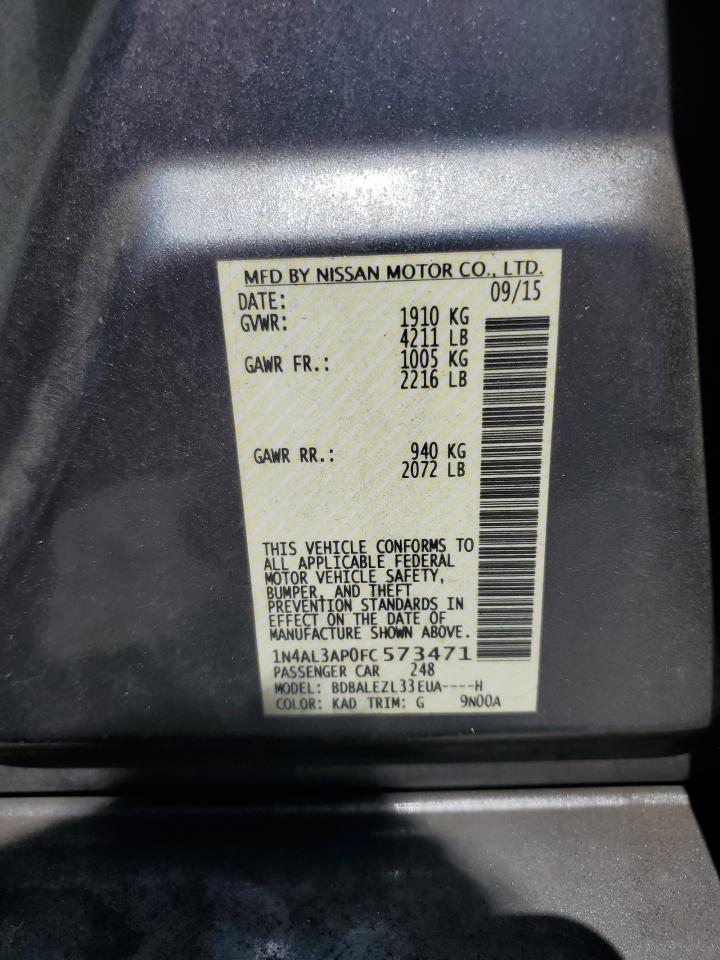 MFD BY NISSAN MOTOR CO., LTD.
DATE: 09/15
GVWR: 1910 KG
4211 LB
GAWR FR.: 1005 KG
2216 LB
GAWR RR.: 940 KG
2072 LB
THIS VEHICLE CONFORMS TO
ALL APPLICABLE FEDERAL
MOTOR VEHICLE SAFETY,
BUMPER, AND THEFT
PREVENTION STANDARDS IN
EFFECT ON THE DATE OF
MANUFACTURE SHOWN ABOVE.
1N4AL3AP0FC573471
PASSENGER CAR 248
MODEL: BDBALEZL33EUA----H
COLOR: KAD TRIM: G 9N00A